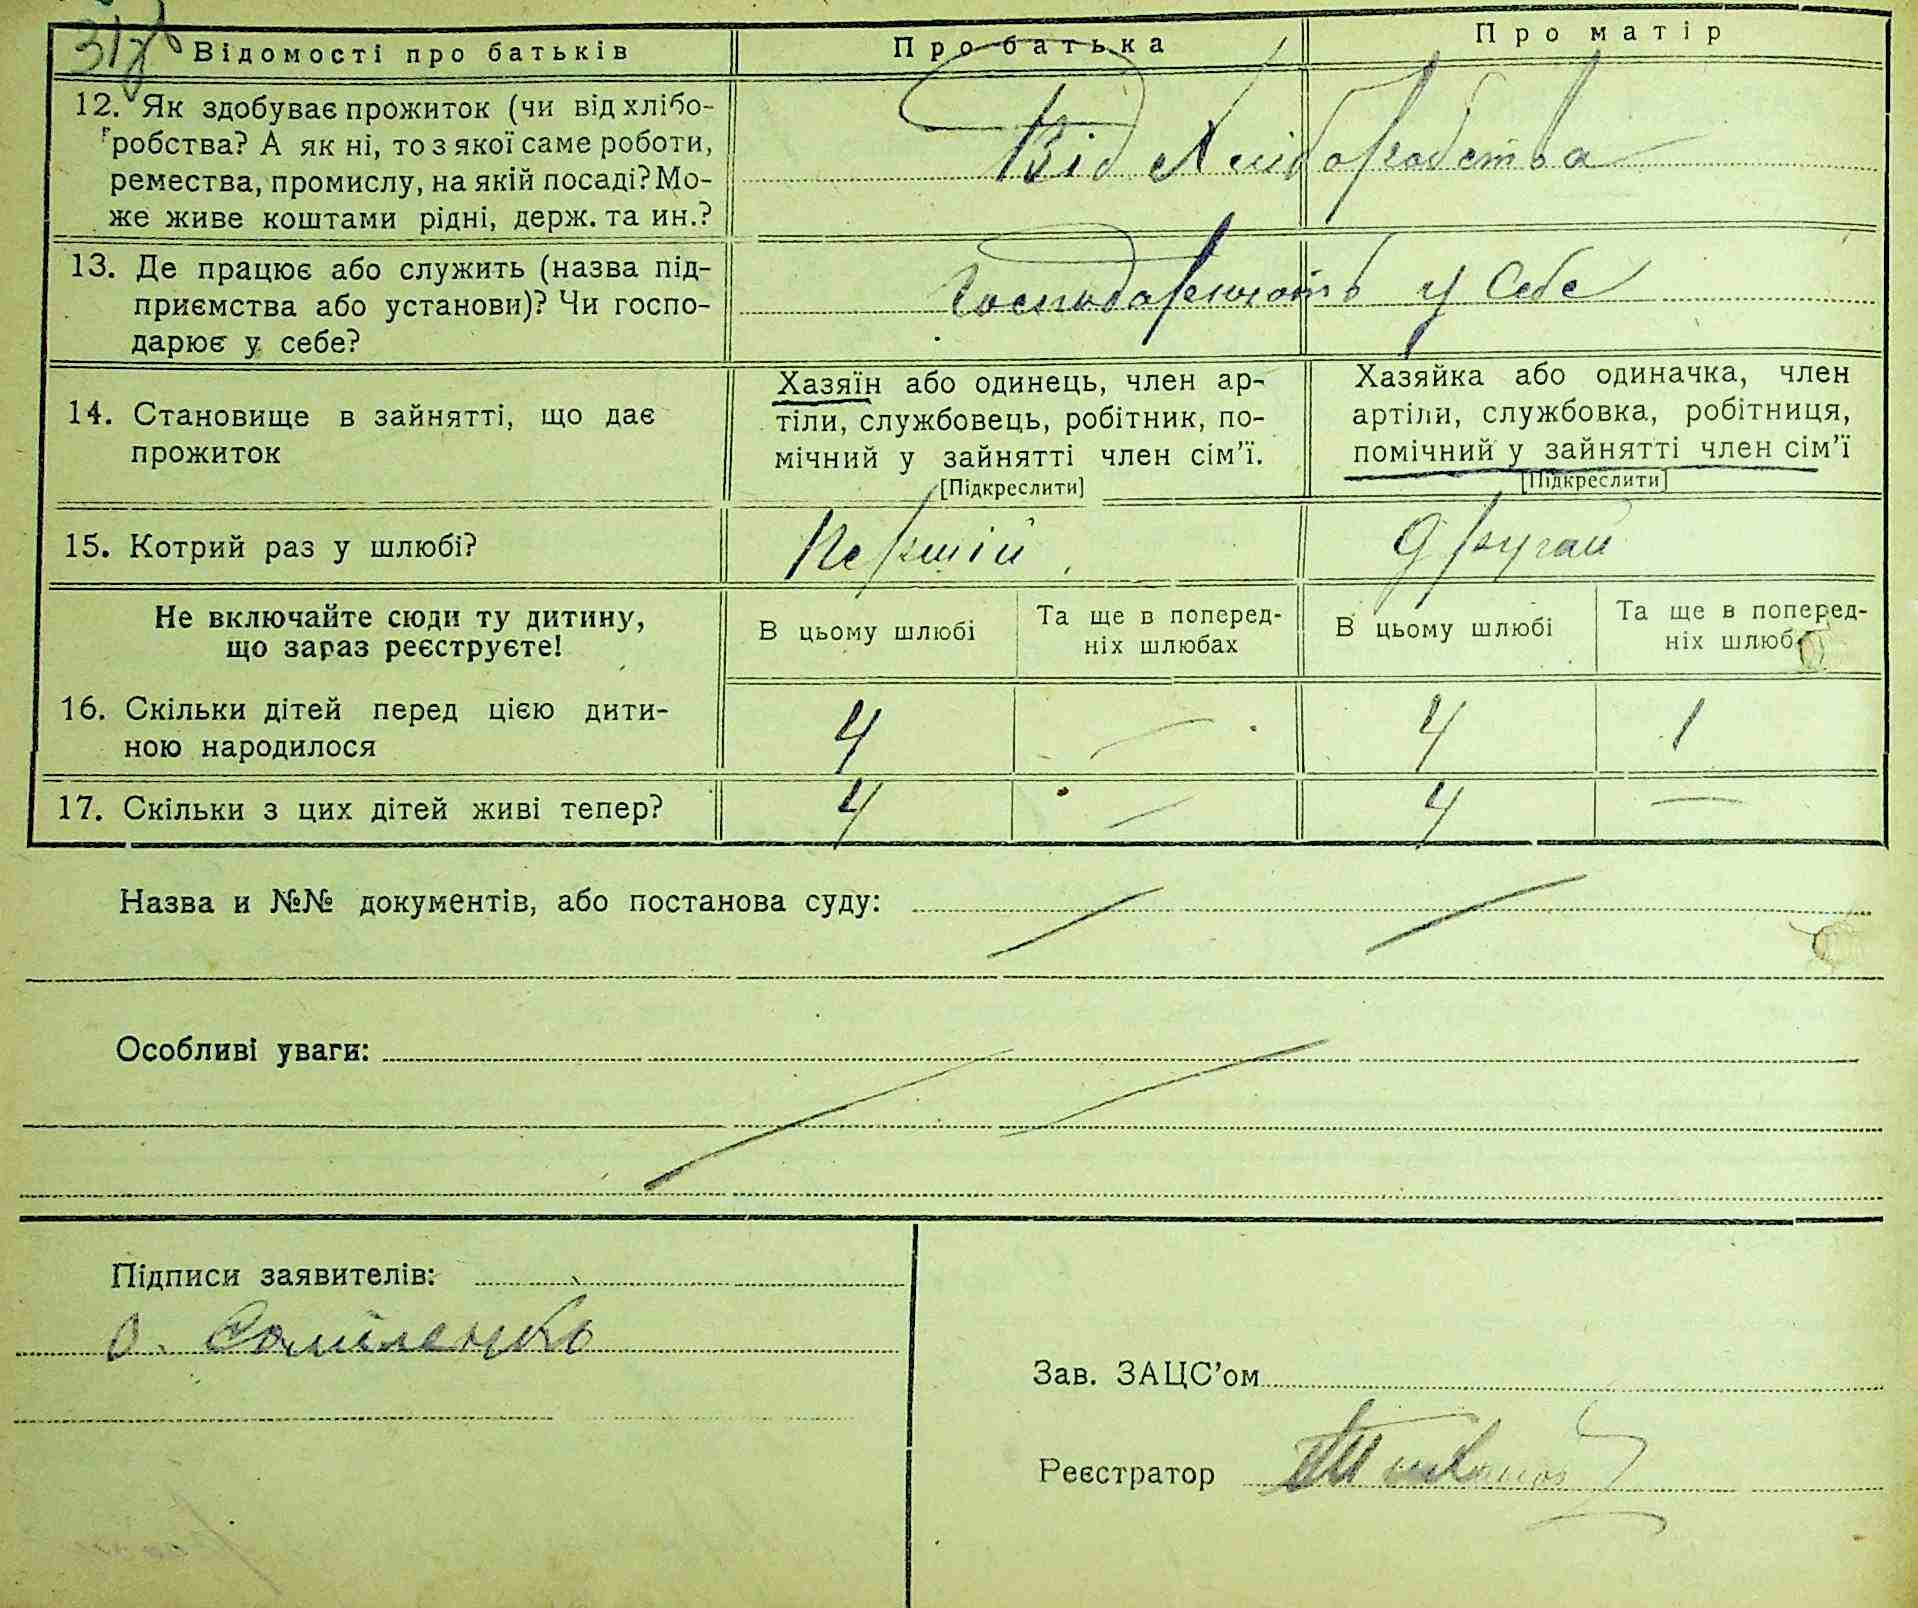 Відомості про батьків
Про батька
Про матір
12. Як здобуває прожиток (чи від хлібо-
робства? А як ні, то з якої саме роботи,
ремества, промислу, на якій посаді? Мо-
же живе коштами рідні, держ. та ин.?
Від хліборобства
13. Де працює або служить (назва під-
приємства або установи)? Чи госпо-
дарює у себе?
Господарюють у себе
14. Становище в зайнятті, що дає
прожиток
Хазяїн або одинець, член ар-
тіли, службовець, робітник, по-
мічний у зайнятті член сім'ї.
[Підкреслити]
Хазяйка або одиначка, член
артіли, службовка, робітниця,
помічний у зайнятті член сім'ї
[Підкреслити]
15. Котрий раз у шлюбі?
Першій
Другай
Не включайте сюди ту дитину,
що зараз реєструєте!
В цьому шлюбі
Та ще в поперед-
ніх шлюбах
В цьому шлюбі
Та ще в поперед-
ніх шлюб
16. Скільки дітей перед цією дити-
ною народилося
4 — 4 1
17. Скільки з цих дітей живі тепер?
4 — 4 —
Назва и №№ документів, або постанова суду:
Особливі уваги:
Підписи заявителів:
Зав. ЗАЦС'ом
Реєстратор